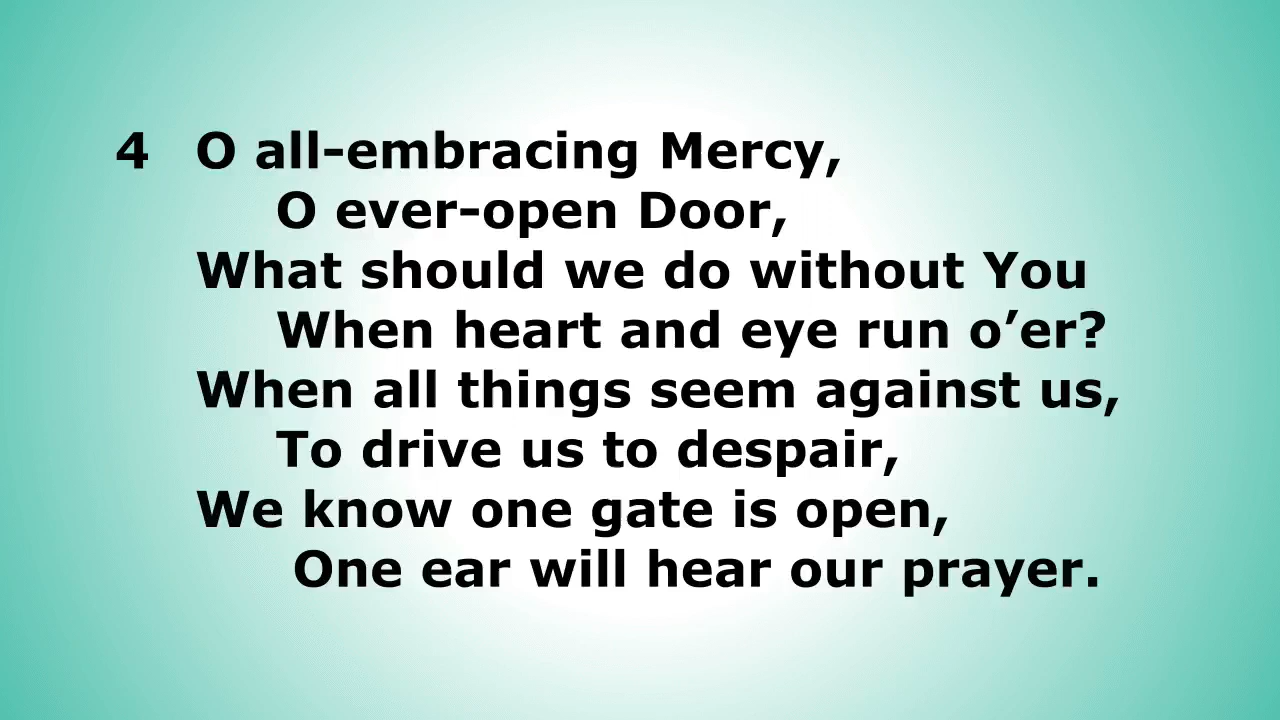 4 O all-embracing Mercy,
O ever-open Door,
What should we do without You
When heart and eye run o’er?
When all things seem against us,
To drive us to despair,
We know one gate is open,
One ear will hear our prayer.